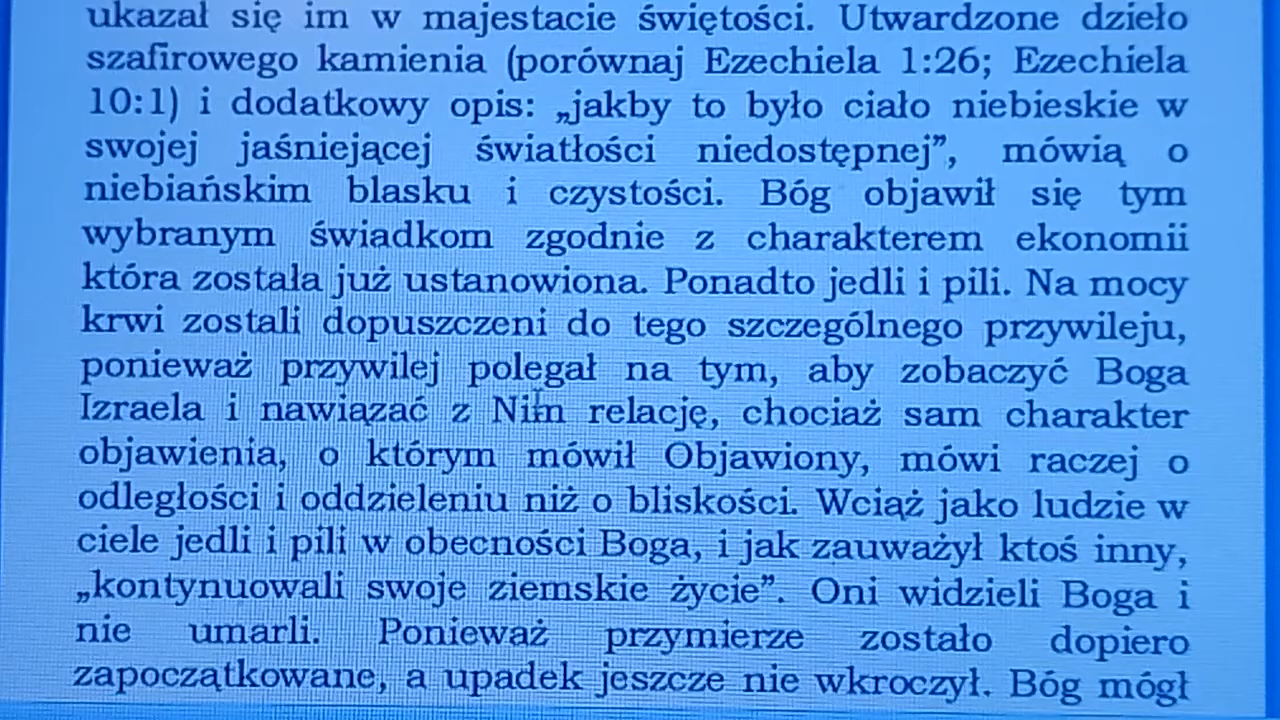 ukazał się im w majestacie świętości. Utwardzone dzieło
szafirowego kamienia (porównaj Ezechiela 1:26; Ezechiela
10:1) i dodatkowy opis: „jakby to było ciało niebieskie w
swojej jaśniejącej światłości niedostępnej”, mówią o
niebiańskim blasku i czystości. Bóg objawił się tym
wybranym świadkom zgodnie z charakterem ekonomii
która została już ustanowiona. Ponadto jedli i pili. Na mocy
krwi zostali dopuszczeni do tego szczególnego przywileju,
ponieważ przywilej polegał na tym, aby zobaczyć Boga
Izraela i nawiązać z Nim relację, chociaż sam charakter
objawienia, o którym mówił Objawiony, mówi raczej o
odległości i oddzieleniu niż o bliskości. Wciąż jako ludzie w
ciele jedli i pili w obecności Boga, i jak zauważył ktoś inny,
„kontynuowali swoje ziemskie życie”. Oni widzieli Boga i
nie umarli. Ponieważ przymierze zostało dopiero
zapoczątkowane, a upadek jeszcze nie wkroczył. Bóg mógł